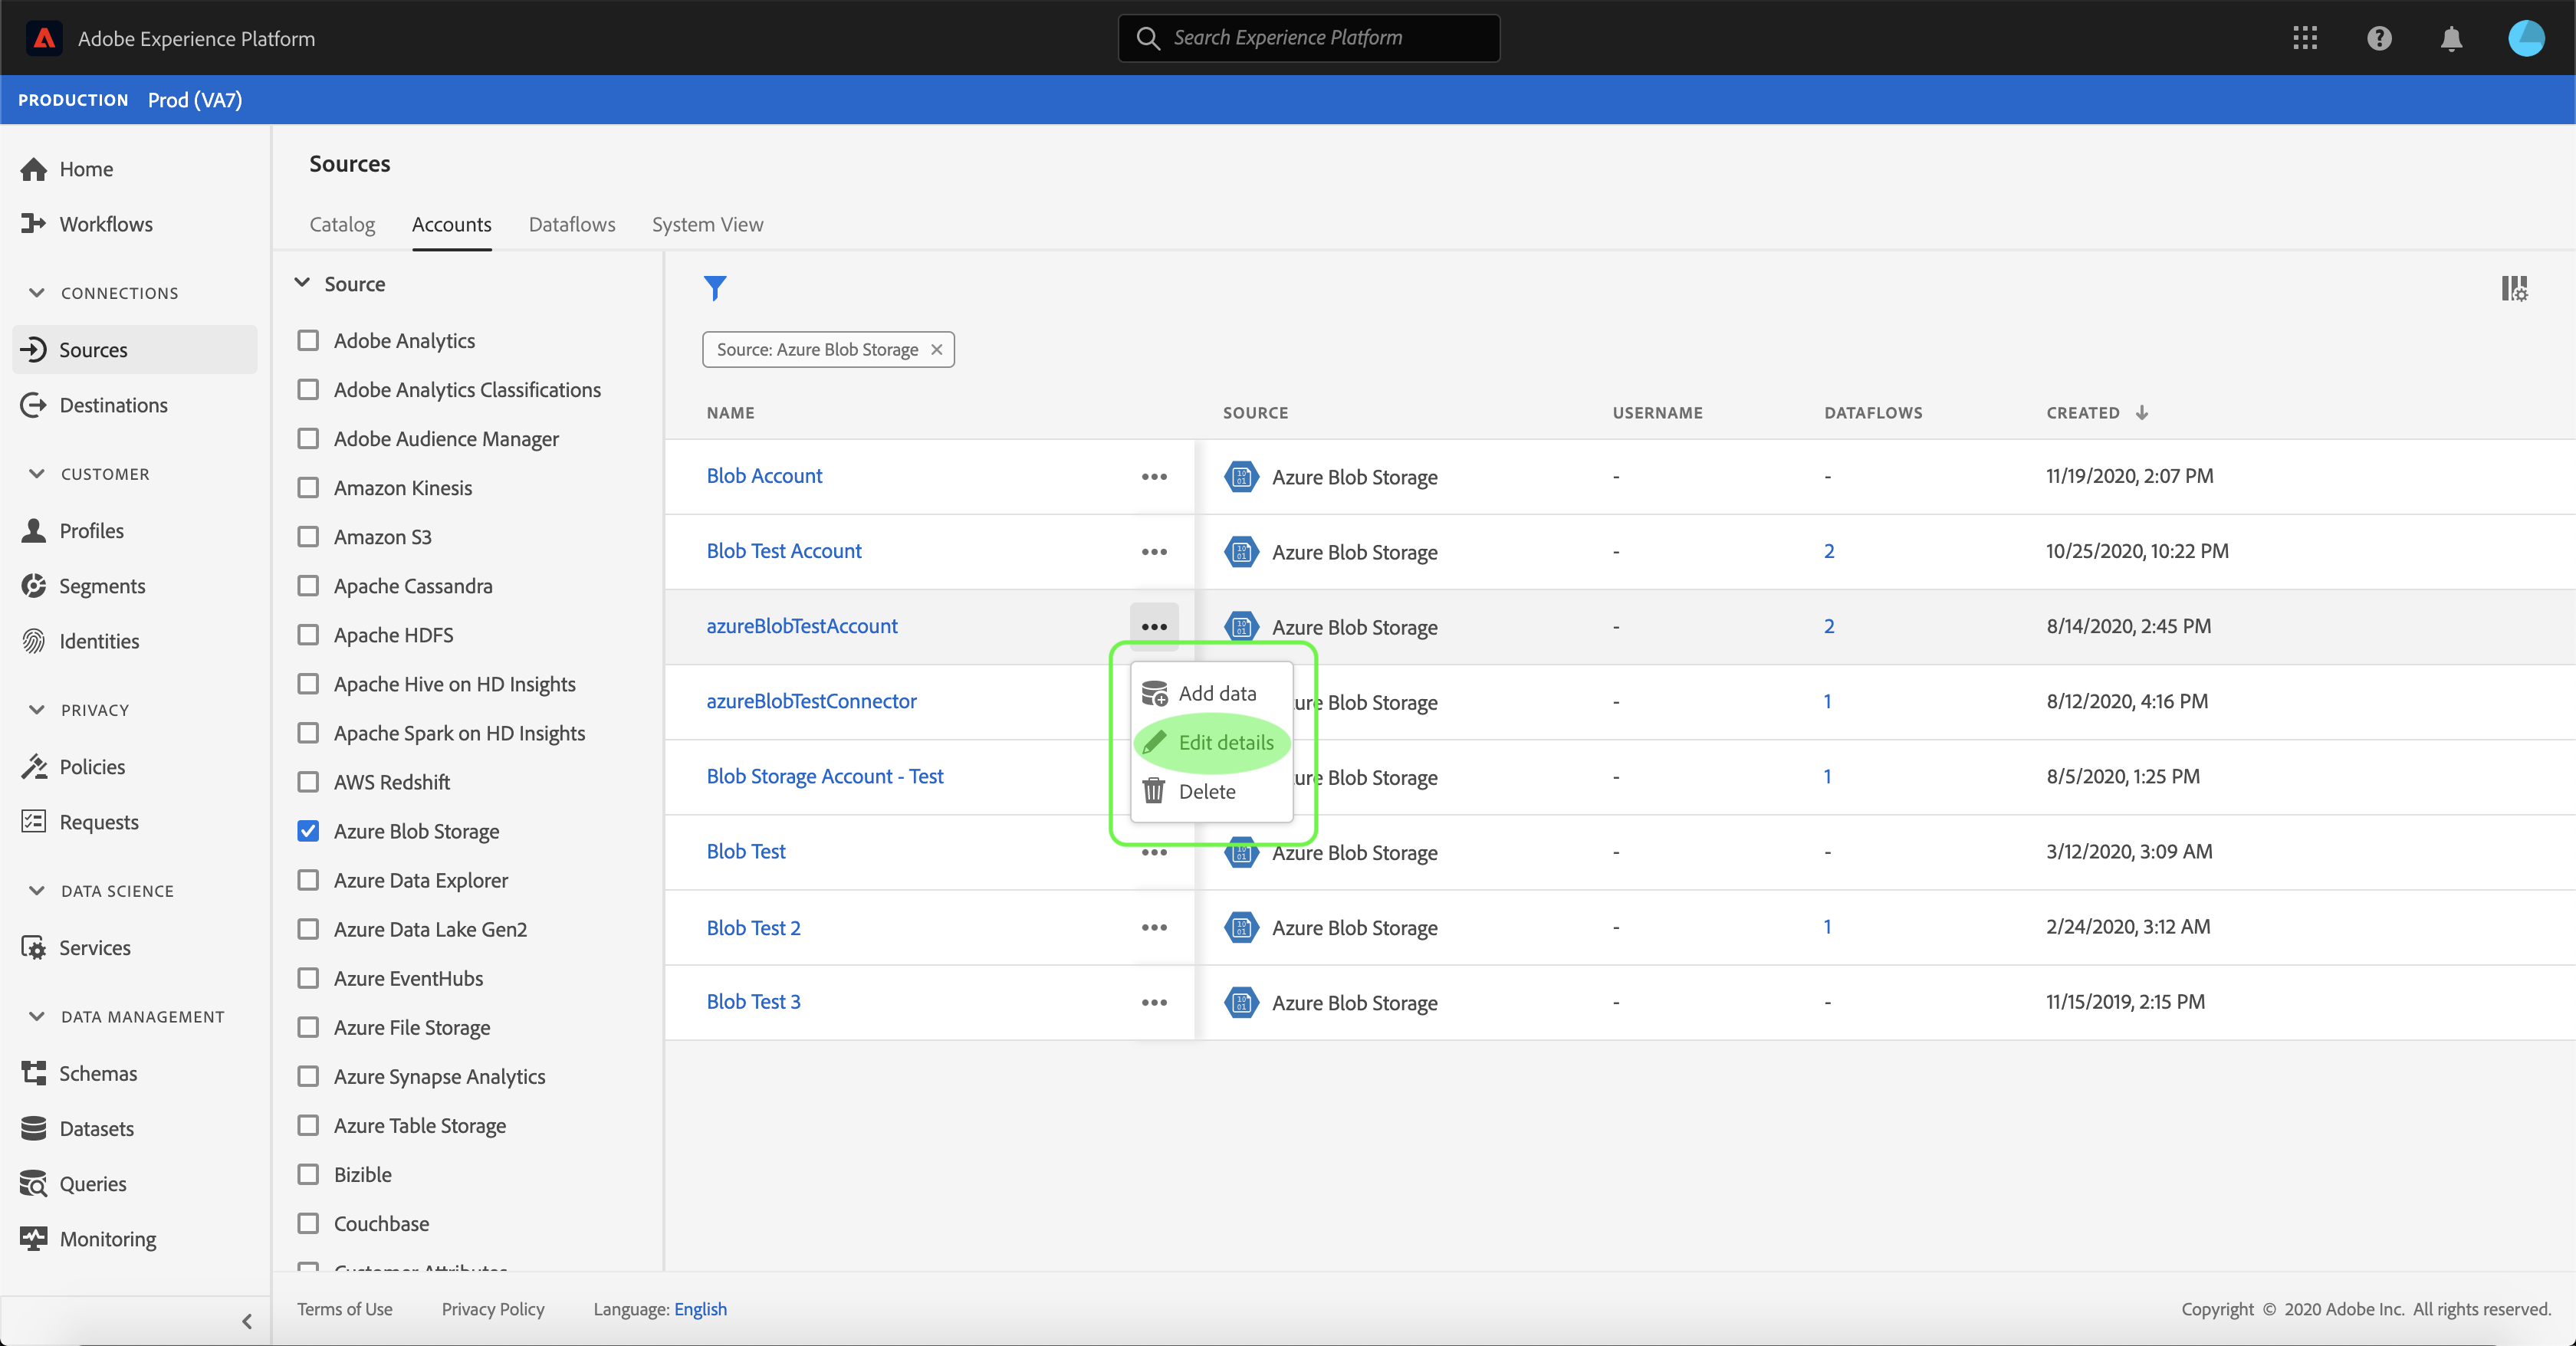 Adobe Experience Platform
Search Experience Platform
PRODUCTION Prod (VA7)
Home
Workflows
CONNECTIONS
Sources
Destinations
CUSTOMER
Profiles
Segments
Identities
PRIVACY
Policies
Requests
DATA SCIENCE
Services
DATA MANAGEMENT
Schemas
Datasets
Queries
Monitoring
Sources
Catalog Accounts Dataflows System View
Source
Adobe Analytics
Adobe Analytics Classifications
Adobe Audience Manager
Amazon Kinesis
Amazon S3
Apache Cassandra
Apache HDFS
Apache Hive on HD Insights
Apache Spark on HD Insights
AWS Redshift
Azure Blob Storage
Azure Data Explorer
Azure Data Lake Gen2
Azure EventHubs
Azure File Storage
Azure Synapse Analytics
Azure Table Storage
Bizible
Couchbase
Customer Attributes
Source: Azure Blob Storage
NAME SOURCE USERNAME DATAFLOWS CREATED
Blob Account Azure Blob Storage - - 11/19/2020, 2:07 PM
Blob Test Account Azure Blob Storage - 2 10/25/2020, 10:22 PM
azureBlobTestAccount Azure Blob Storage - 2 8/14/2020, 2:45 PM
azureBlobTestConnector ure Blob Storage - 1 8/12/2020, 4:16 PM
Blob Storage Account - Test ure Blob Storage - 1 8/5/2020, 1:25 PM
Blob Test Azure Blob Storage - - 3/12/2020, 3:09 AM
Blob Test 2 Azure Blob Storage - 1 2/24/2020, 3:12 AM
Blob Test 3 Azure Blob Storage - - 11/15/2019, 2:15 PM
Add data
Edit details
Delete
Terms of Use Privacy Policy Language: English
Copyright © 2020 Adobe Inc. All rights reserved.